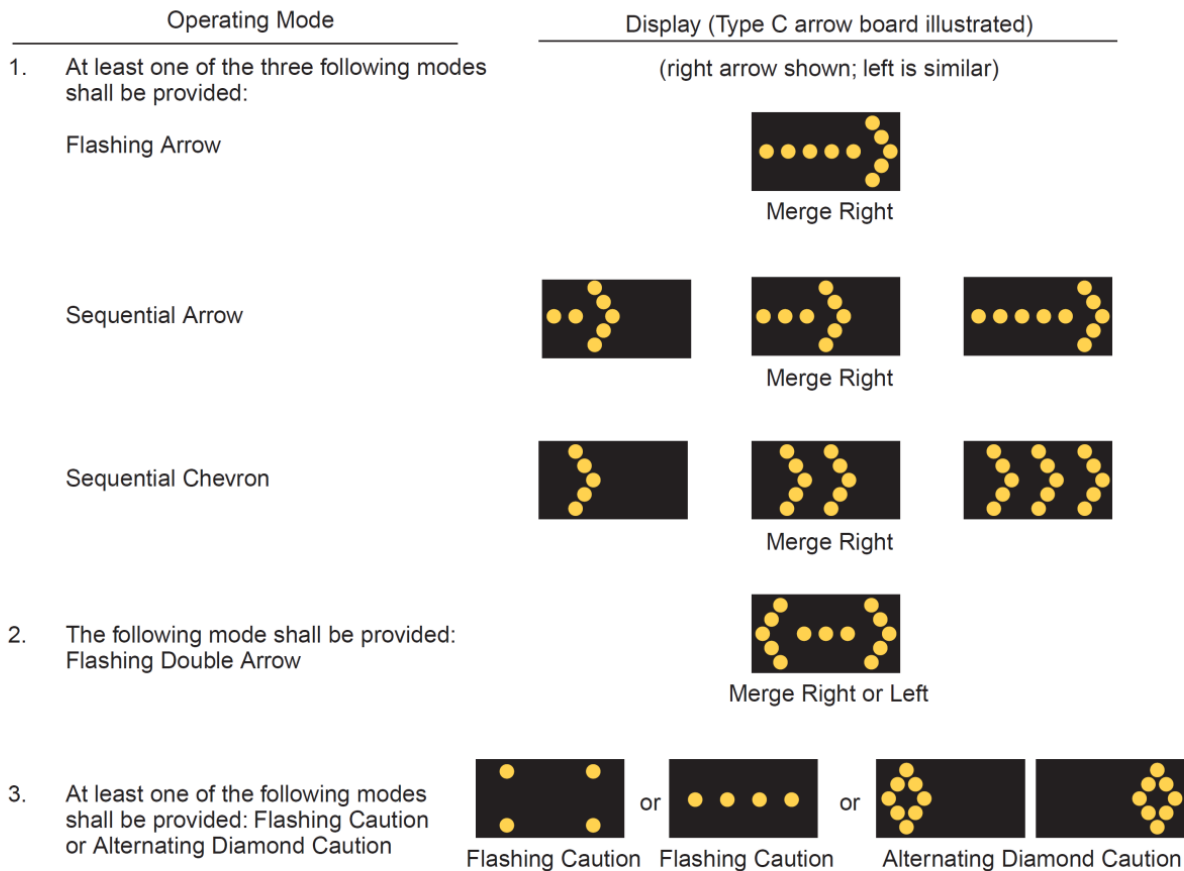 Operating Mode
Display (Type C arrow board illustrated)
1. At least one of the three following modes
shall be provided:
(right arrow shown; left is similar)
Flashing Arrow
Merge Right
Sequential Arrow
Merge Right
Sequential Chevron
Merge Right
2. The following mode shall be provided:
Flashing Double Arrow
Merge Right or Left
3. At least one of the following modes
shall be provided: Flashing Caution
or Alternating Diamond Caution
or
or
Flashing Caution
Flashing Caution
Alternating Diamond Caution